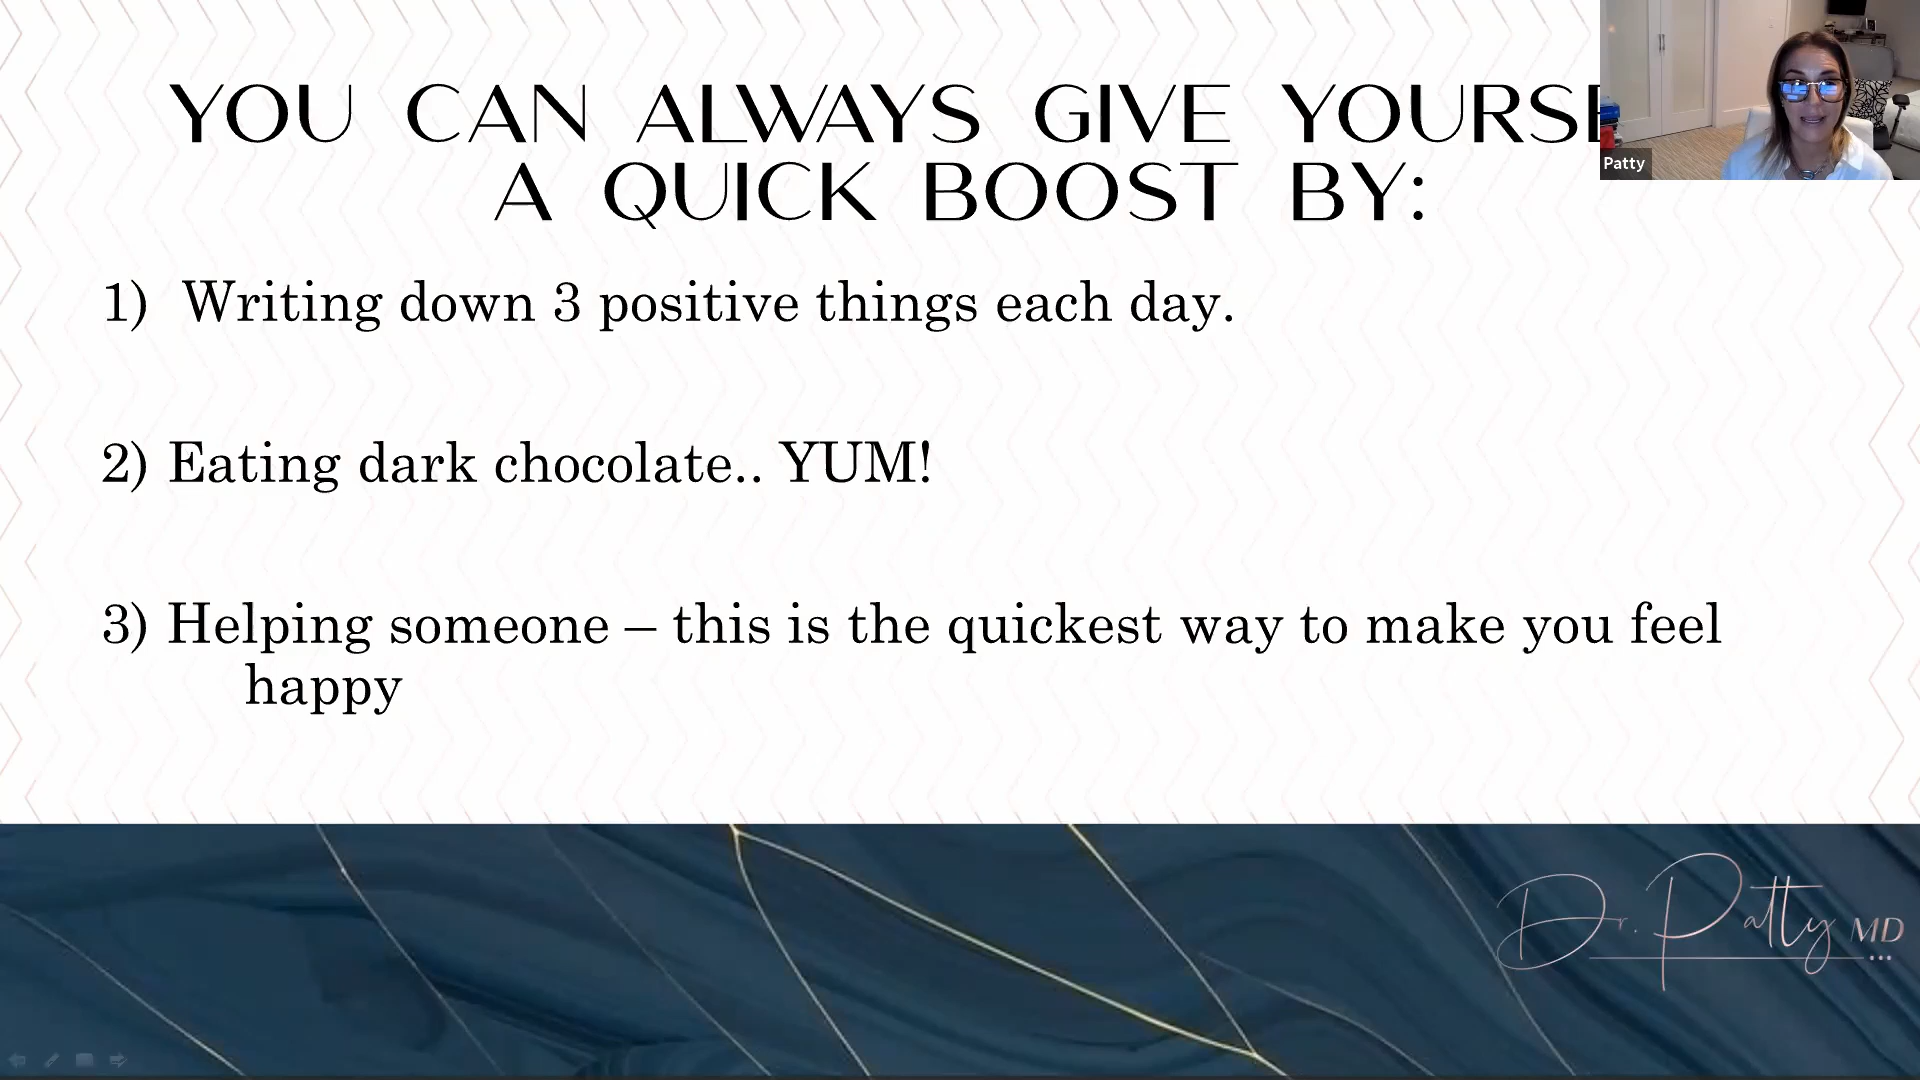 YOU CAN ALWAYS GIVE YOURSE
A QUICK BOOST BY:
Patty
1) Writing down 3 positive things each day.
2) Eating dark chocolate.. YUM!
3) Helping someone – this is the quickest way to make you feel
happy
Dr. Patty MD